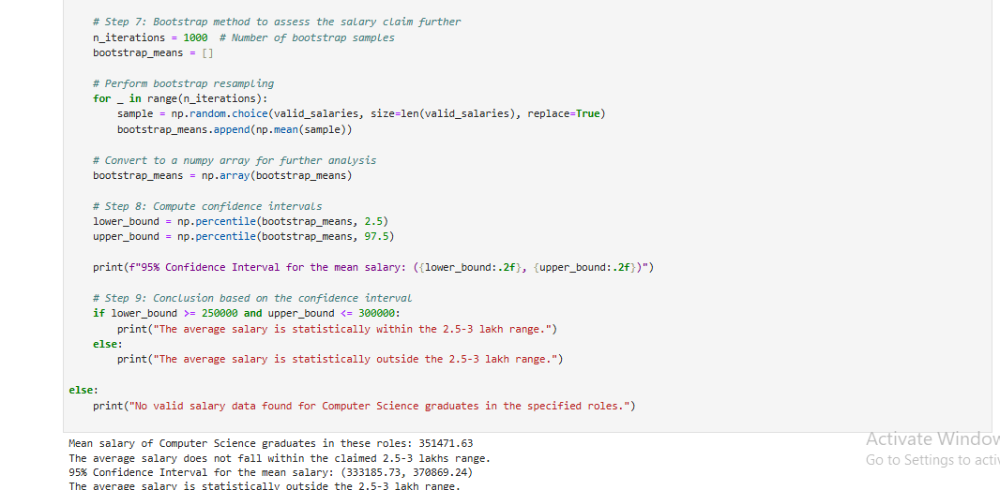 # Step 7: Bootstrap method to assess the salary claim further
n_iterations = 1000  # Number of bootstrap samples
bootstrap_means = []
# Perform bootstrap resampling
for _ in range(n_iterations):
sample = np.random.choice(valid_salaries, size=len(valid_salaries), replace=True)
bootstrap_means.append(np.mean(sample))
# Convert to a numpy array for further analysis
bootstrap_means = np.array(bootstrap_means)
# Step 8: Compute confidence intervals
lower_bound = np.percentile(bootstrap_means, 2.5)
upper_bound = np.percentile(bootstrap_means, 97.5)
print(f"95% Confidence Interval for the mean salary: ({lower_bound:.2f}, {upper_bound:.2f})")
# Step 9: Conclusion based on the confidence interval
if lower_bound >= 250000 and upper_bound <= 300000:
print("The average salary is statistically within the 2.5-3 lakh range.")
else:
print("The average salary is statistically outside the 2.5-3 lakh range.")
else:
print("No valid salary data found for Computer Science graduates in the specified roles.")
Mean salary of Computer Science graduates in these roles: 351471.63
The average salary does not fall within the claimed 2.5-3 lakhs range.
95% Confidence Interval for the mean salary: (333185.73, 370869.24)
The average salary is statistically outside the 2.5-3 lakh range.
Activate Window
Go to Settings to activ